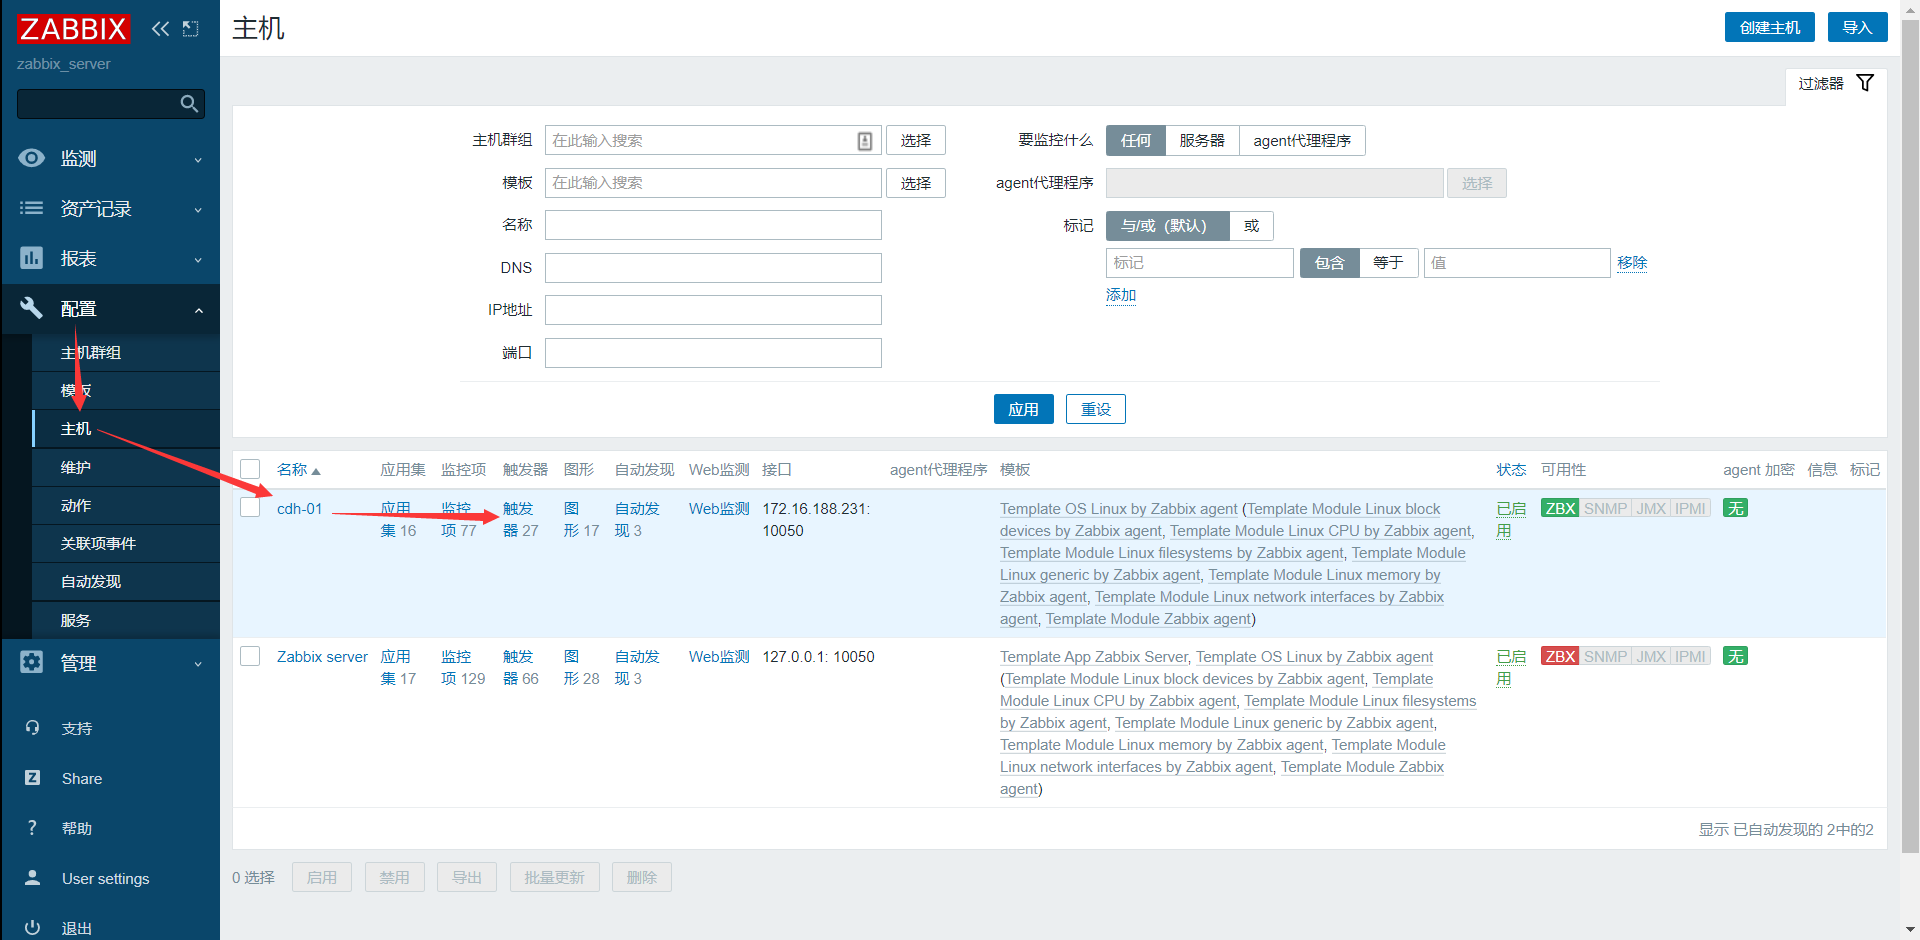 ZABBIX
zabbix_server
监测
资产记录
报表
配置
主机群组
模板
主机
维护
动作
关联项事件
自动发现
服务
管理
支持
Share
帮助
User settings
退出
主机
创建主机 导入
过滤器
主机群组 在此输入搜索 选择
模板 在此输入搜索 选择
名称
DNS
IP地址
端口
要监控什么 任何 服务器 agent代理程序
agent代理程序 选择
标记 与/或（默认） 或
标记 包含 等于 值 移除
添加
应用 重设
名称 应用集 监控项 触发器 图形 自动发现 Web监测 接口 agent代理程序 模板 状态 可用性 agent 加密 信息 标记
cdh-01 应用集 16 监控项 77 触发器 27 图形 17 自动发现 3 Web监测 172.16.188.231: 10050
Template OS Linux by Zabbix agent (Template Module Linux block
devices by Zabbix agent, Template Module Linux CPU by Zabbix agent,
Template Module Linux filesystems by Zabbix agent, Template Module
Linux generic by Zabbix agent, Template Module Linux memory by
Zabbix agent, Template Module Linux network interfaces by Zabbix
agent, Template Module Zabbix agent)
已启用 ZBX SNMP JMX IPMI 无
Zabbix server 应用集 17 监控项 129 触发器 66 图形 28 自动发现 3 Web监测 127.0.0.1: 10050
Template App Zabbix Server, Template OS Linux by Zabbix agent
(Template Module Linux block devices by Zabbix agent, Template
Module Linux CPU by Zabbix agent, Template Module Linux filesystems
by Zabbix agent, Template Module Linux generic by Zabbix agent,
Template Module Linux memory by Zabbix agent, Template Module
Linux network interfaces by Zabbix agent, Template Module Zabbix
agent)
已启用 ZBX SNMP JMX IPMI 无
显示 已自动发现的 2中的2
0 选择 启用 禁用 导出 批量更新 删除